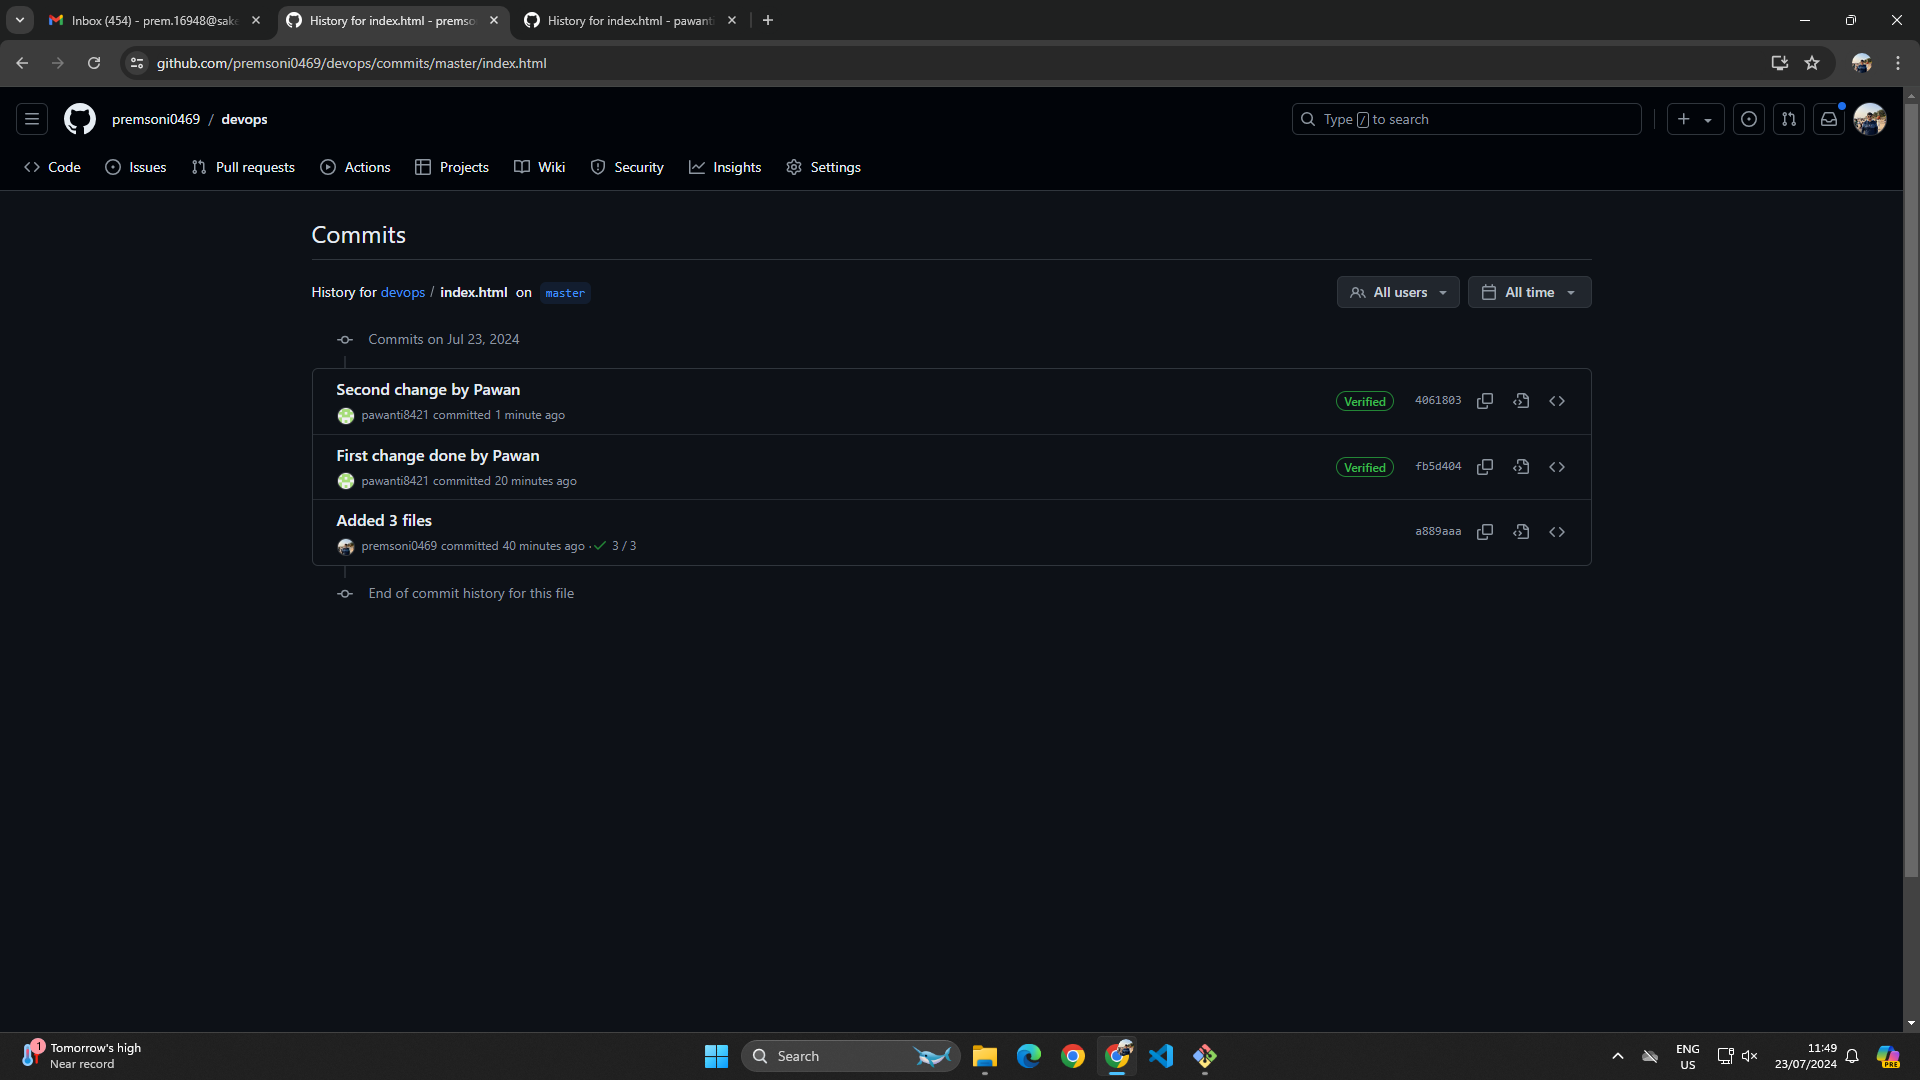 Inbox (454) - prem.16948@sake
History for index.html - premso
History for index.html - pawanti
github.com/premsoni0469/devops/commits/master/index.html
premsoni0469 / devops
Type / to search
Code
Issues
Pull requests
Actions
Projects
Wiki
Security
Insights
Settings
Commits
History for devops / index.html on master
All users
All time
Commits on Jul 23, 2024
Second change by Pawan
Verified
4061803
pawanti8421 committed 1 minute ago
First change done by Pawan
Verified
fb5d404
pawanti8421 committed 20 minutes ago
Added 3 files
a889aaa
premsoni0469 committed 40 minutes ago · 3 / 3
End of commit history for this file
1
Tomorrow's high
Near record
Search
ENG
US
11:49
23/07/2024
PRE